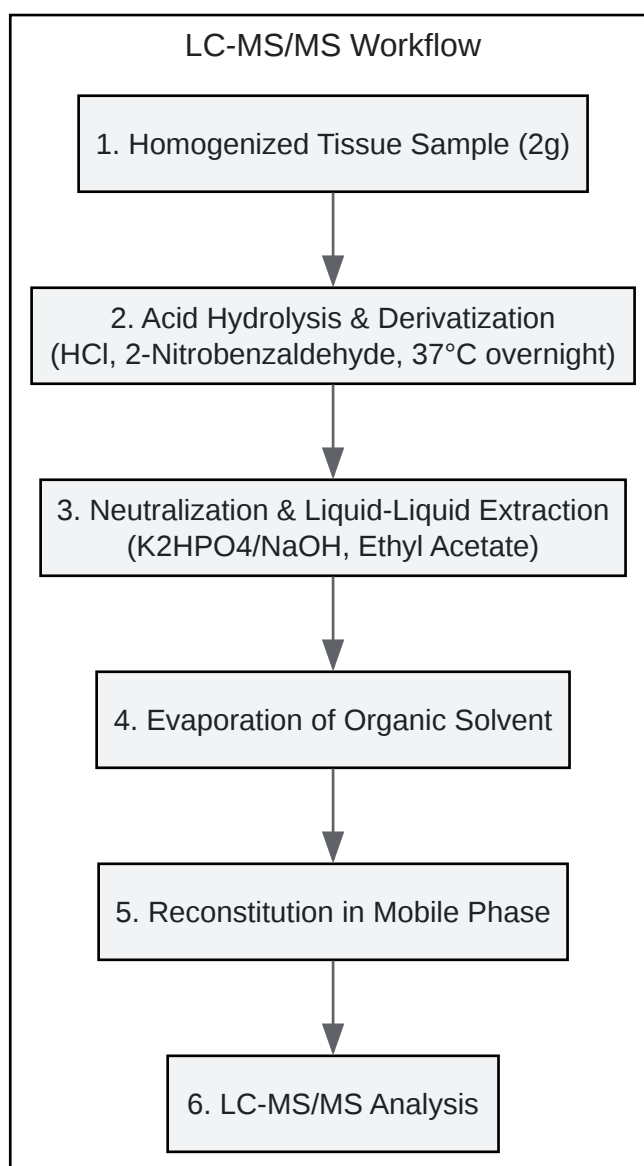 LC-MS/MS Workflow
1. Homogenized Tissue Sample (2g)
2. Acid Hydrolysis & Derivatization
(HCl, 2-Nitrobenzaldehyde, 37°C overnight)
3. Neutralization & Liquid-Liquid Extraction
(K2HPO4/NaOH, Ethyl Acetate)
4. Evaporation of Organic Solvent
5. Reconstitution in Mobile Phase
6. LC-MS/MS Analysis